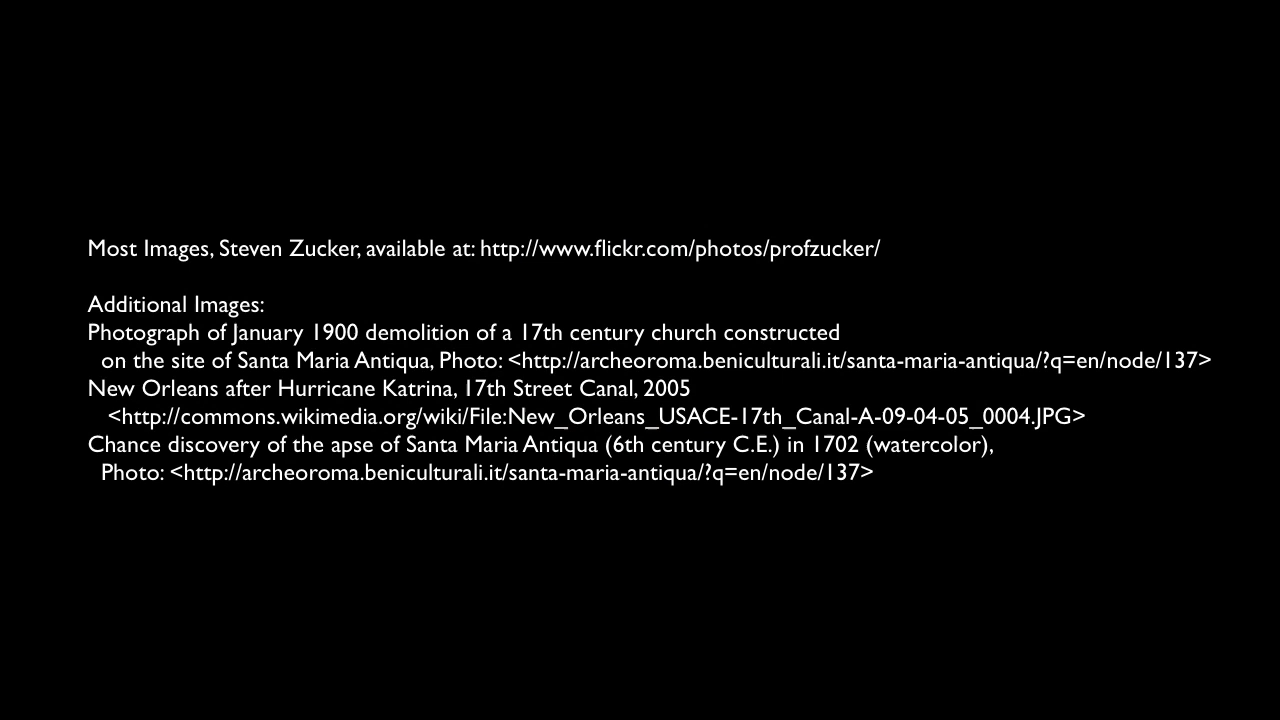 Most Images, Steven Zucker, available at: http://www.flickr.com/photos/profzucker/
Additional Images:
Photograph of January 1900 demolition of a 17th century church constructed
on the site of Santa Maria Antiqua, Photo: <http://archeoroma.beniculturali.it/santa-maria-antiqua/?q=en/node/137>
New Orleans after Hurricane Katrina, 17th Street Canal, 2005
<http://commons.wikimedia.org/wiki/File:New_Orleans_USACE-17th_Canal-A-09-04-05_0004.JPG>
Chance discovery of the apse of Santa Maria Antiqua (6th century C.E.) in 1702 (watercolor),
Photo: <http://archeoroma.beniculturali.it/santa-maria-antiqua/?q=en/node/137>